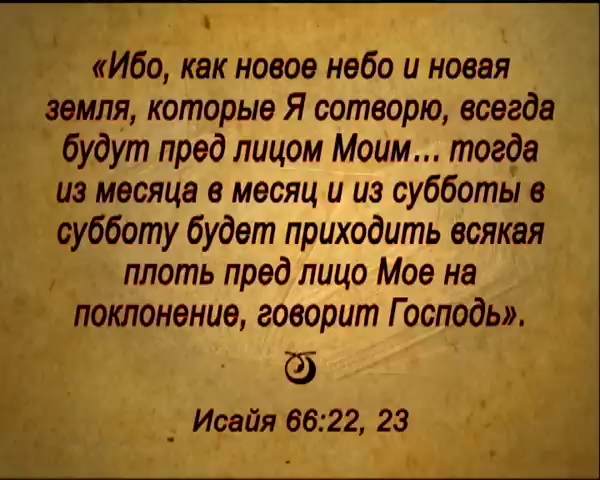 «Ибо, как новое небо и новая
земля, которые Я сотворю, всегда
будут пред лицом Моим... тогда
из месяца в месяц и из субботы в
субботу будет приходить всякая
плоть пред лицо Мое на
поклонение, говорит Господь».
Исайя 66:22, 23